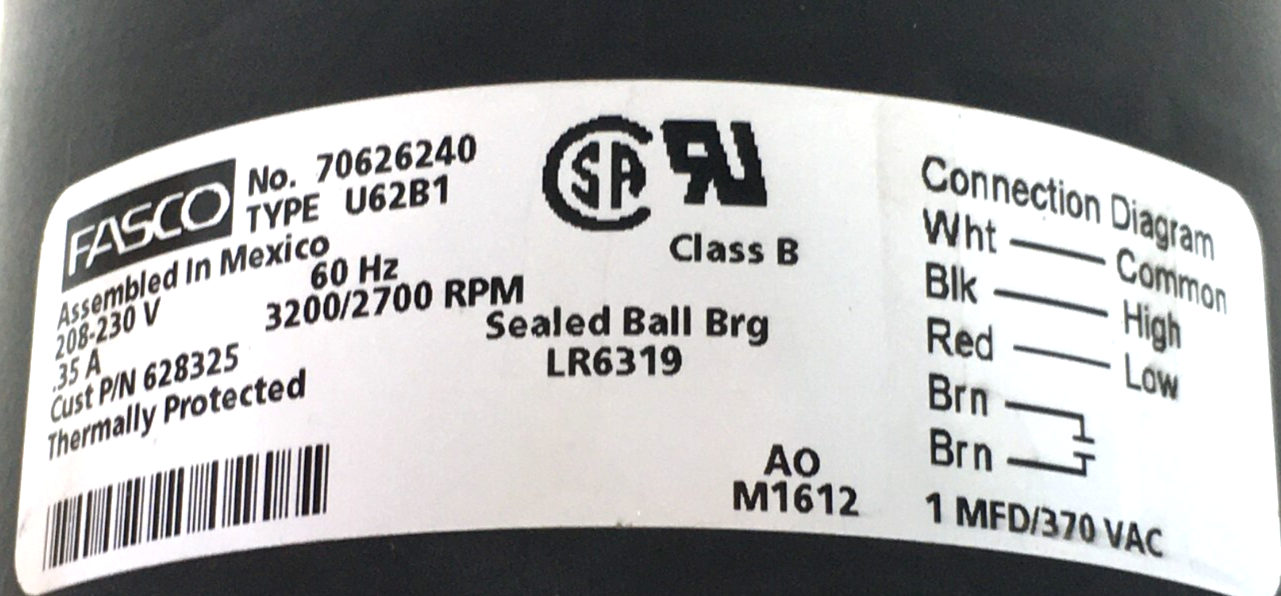 FASCO
No. 70626240
TYPE U62B1
Assembled In Mexico
208-230 V 60 Hz
.35 A 3200/2700 RPM
Cust P/N 628325
Thermally Protected
SA RU
Class B
Sealed Ball Brg
LR6319
AO
M1612
Connection Diagram
Wht Common
Blk High
Red Low
Brn
Brn
1 MFD/370 VAC